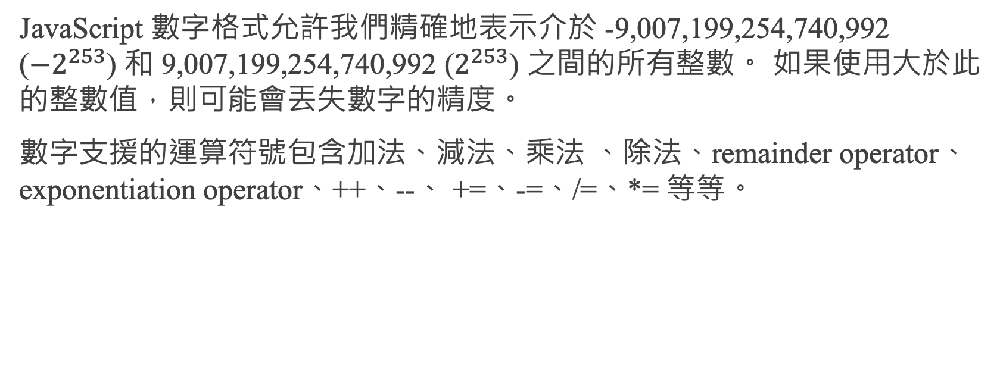 JavaScript 數字格式允許我們精確地表示介於 -9,007,199,254,740,992
(−2²⁵³) 和 9,007,199,254,740,992 (2²⁵³) 之間的所有整數。 如果使用大於此
的整數值，則可能會丟失數字的精度。
數字支援的運算符號包含加法、減法、乘法 、除法、remainder operator、
exponentiation operator、++、--、 +=、-=、/=、*= 等等。